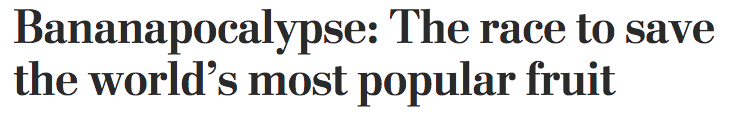 Bananapocalypse: The race to save
the world’s most popular fruit